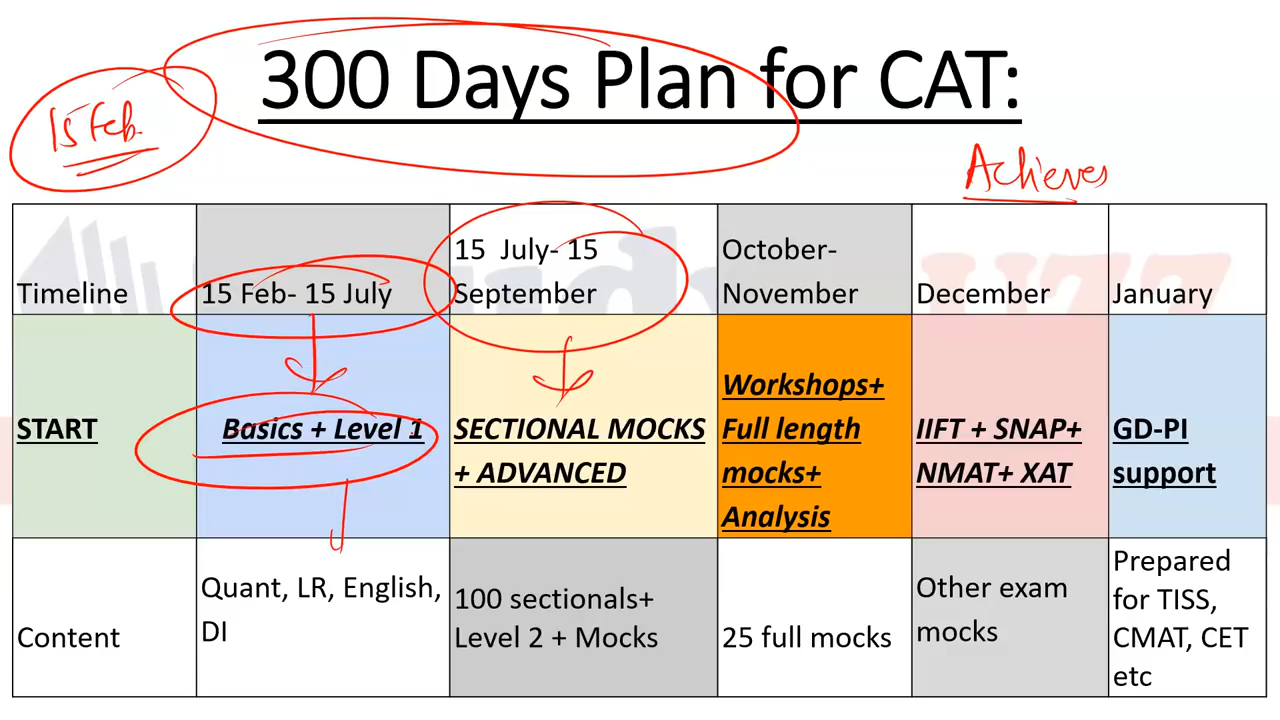 300 Days Plan for CAT:
15 Feb.
Achieves
Timeline
15 Feb- 15 July
15 July- 15
September
October-
November
December
January
START
Basics + Level 1
SECTIONAL MOCKS
+ ADVANCED
Workshops+
Full length
mocks+
Analysis
IIFT + SNAP+
NMAT+ XAT
GD-PI
support
Content
Quant, LR, English,
DI
100 sectionals+
Level 2 + Mocks
25 full mocks
Other exam
mocks
Prepared
for TISS,
CMAT, CET
etc